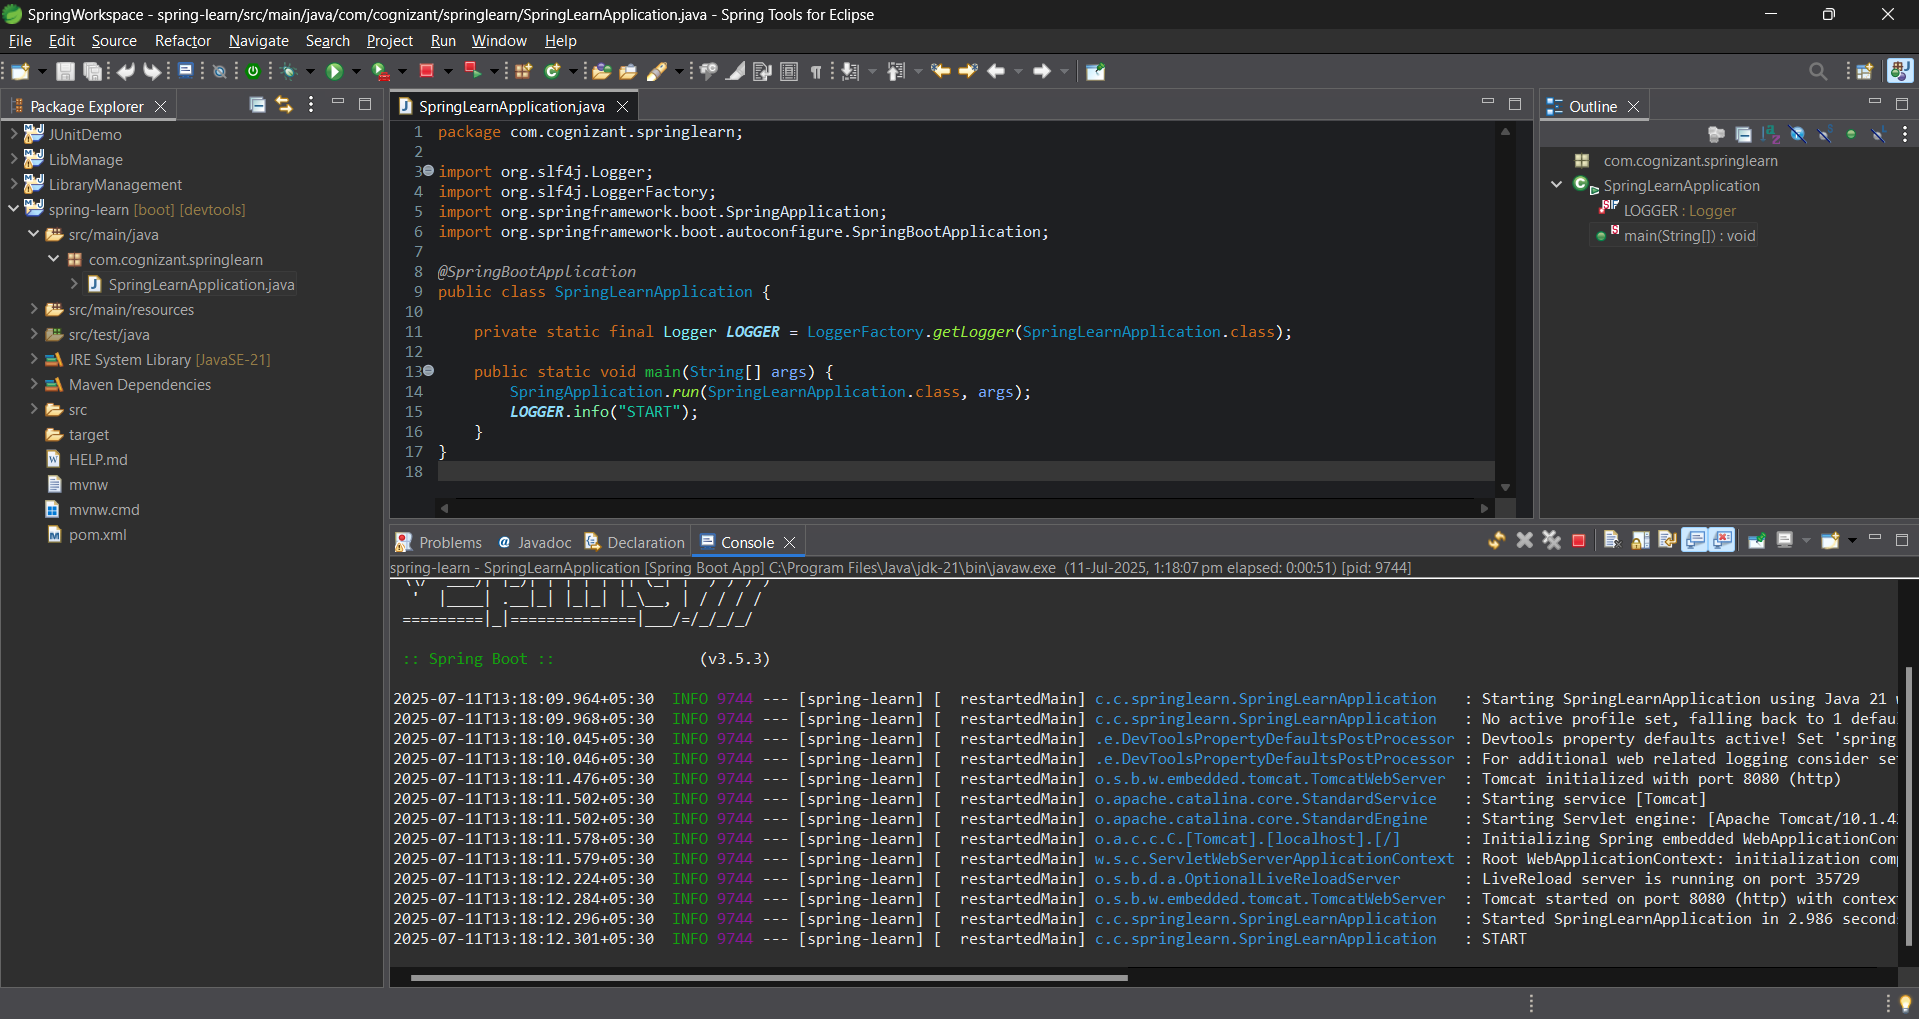 SpringWorkspace - spring-learn/src/main/java/com/cognizant/springlearn/SpringLearnApplication.java - Spring Tools for Eclipse
File Edit Source Refactor Navigate Search Project Run Window Help
Package Explorer
JUnitDemo
LibManage
LibraryManagement
spring-learn [boot] [devtools]
src/main/java
com.cognizant.springlearn
SpringLearnApplication.java
src/main/resources
src/test/java
JRE System Library [JavaSE-21]
Maven Dependencies
src
target
HELP.md
mvnw
mvnw.cmd
pom.xml
SpringLearnApplication.java
1 package com.cognizant.springlearn;
2
3 import org.slf4j.Logger;
4 import org.slf4j.LoggerFactory;
5 import org.springframework.boot.SpringApplication;
6 import org.springframework.boot.autoconfigure.SpringBootApplication;
7
8 @SpringBootApplication
9 public class SpringLearnApplication {
10
11 private static final Logger LOGGER = LoggerFactory.getLogger(SpringLearnApplication.class);
12
13 public static void main(String[] args) {
14 SpringApplication.run(SpringLearnApplication.class, args);
15 LOGGER.info("START");
16 }
17 }
18
Outline
com.cognizant.springlearn
SpringLearnApplication
LOGGER : Logger
main(String[]) : void
Problems Javadoc Declaration Console
spring-learn - SpringLearnApplication [Spring Boot App] C:\Program Files\Java\jdk-21\bin\javaw.exe (11-Jul-2025, 1:18:07 pm elapsed: 0:00:51) [pid: 9744]
' |____| .__|_| |_|_| |_\__, | / / / /
=========|_|==============|___/=/_/_/_/
:: Spring Boot :: (v3.5.3)
2025-07-11T13:18:09.964+05:30 INFO 9744 --- [spring-learn] [ restartedMain] c.c.springlearn.SpringLearnApplication : Starting SpringLearnApplication using Java 21
2025-07-11T13:18:09.968+05:30 INFO 9744 --- [spring-learn] [ restartedMain] c.c.springlearn.SpringLearnApplication : No active profile set, falling back to 1 defau
2025-07-11T13:18:10.045+05:30 INFO 9744 --- [spring-learn] [ restartedMain] .e.DevToolsPropertyDefaultsPostProcessor : Devtools property defaults active! Set 'spring
2025-07-11T13:18:10.046+05:30 INFO 9744 --- [spring-learn] [ restartedMain] .e.DevToolsPropertyDefaultsPostProcessor : For additional web related logging consider se
2025-07-11T13:18:11.476+05:30 INFO 9744 --- [spring-learn] [ restartedMain] o.s.b.w.embedded.tomcat.TomcatWebServer : Tomcat initialized with port 8080 (http)
2025-07-11T13:18:11.502+05:30 INFO 9744 --- [spring-learn] [ restartedMain] o.apache.catalina.core.StandardService : Starting service [Tomcat]
2025-07-11T13:18:11.502+05:30 INFO 9744 --- [spring-learn] [ restartedMain] o.apache.catalina.core.StandardEngine : Starting Servlet engine: [Apache Tomcat/10.1.4
2025-07-11T13:18:11.578+05:30 INFO 9744 --- [spring-learn] [ restartedMain] o.a.c.c.C.[Tomcat].[localhost].[/] : Initializing Spring embedded WebApplicationCon
2025-07-11T13:18:11.579+05:30 INFO 9744 --- [spring-learn] [ restartedMain] w.s.c.ServletWebServerApplicationContext : Root WebApplicationContext: initialization com
2025-07-11T13:18:12.224+05:30 INFO 9744 --- [spring-learn] [ restartedMain] o.s.b.d.a.OptionalLiveReloadServer : LiveReload server is running on port 35729
2025-07-11T13:18:12.284+05:30 INFO 9744 --- [spring-learn] [ restartedMain] o.s.b.w.embedded.tomcat.TomcatWebServer : Tomcat started on port 8080 (http) with contex
2025-07-11T13:18:12.296+05:30 INFO 9744 --- [spring-learn] [ restartedMain] c.c.springlearn.SpringLearnApplication : Started SpringLearnApplication in 2.986 second
2025-07-11T13:18:12.301+05:30 INFO 9744 --- [spring-learn] [ restartedMain] c.c.springlearn.SpringLearnApplication : START